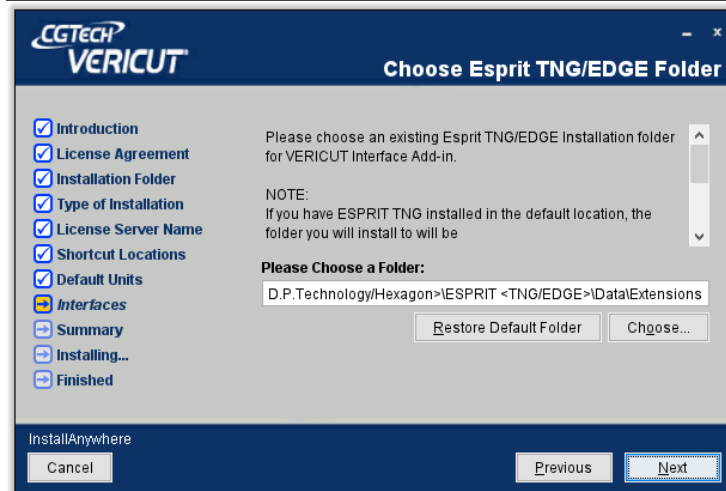 CGTECH
VERICUT
Choose Esprit TNG/EDGE Folder
Introduction
License Agreement
Installation Folder
Type of Installation
License Server Name
Shortcut Locations
Default Units
Interfaces
Summary
Installing...
Finished
Please choose an existing Esprit TNG/EDGE Installation folder
for VERICUT Interface Add-in.
NOTE:
If you have ESPRIT TNG installed in the default location, the
folder you will install to will be
Please Choose a Folder:
D.P.Technology/Hexagon>\ESPRIT <TNG/EDGE>\Data\Extensions
Restore Default Folder
Choose...
InstallAnywhere
Cancel
Previous
Next